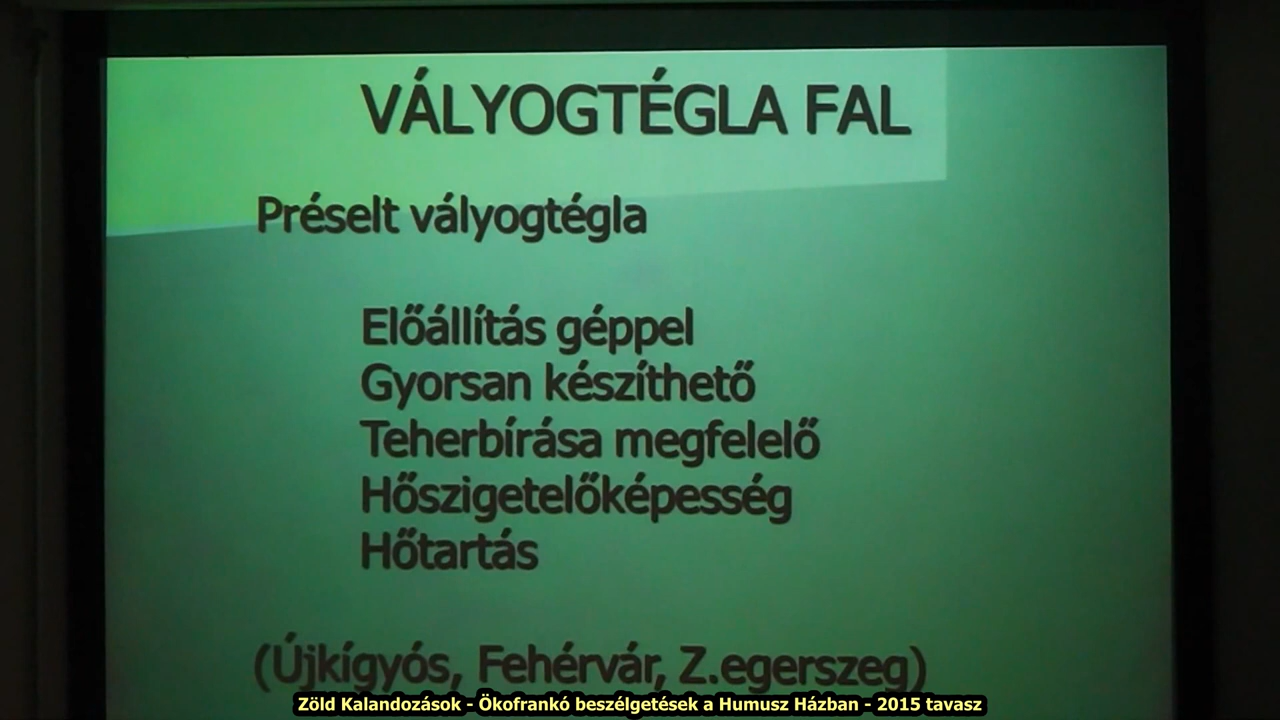 VÁLYOGTÉGLA FAL
Préselt vályogtégla
Előállítás géppel
Gyorsan készíthető
Teherbírása megfelelő
Hőszigetelőképesség
Hőtartás
(Újkígyós, Fehérvár, Z.egerszeg)
Zöld Kalandozások - Ökofrankó beszélgetések a Humusz Házban - 2015 tavasz